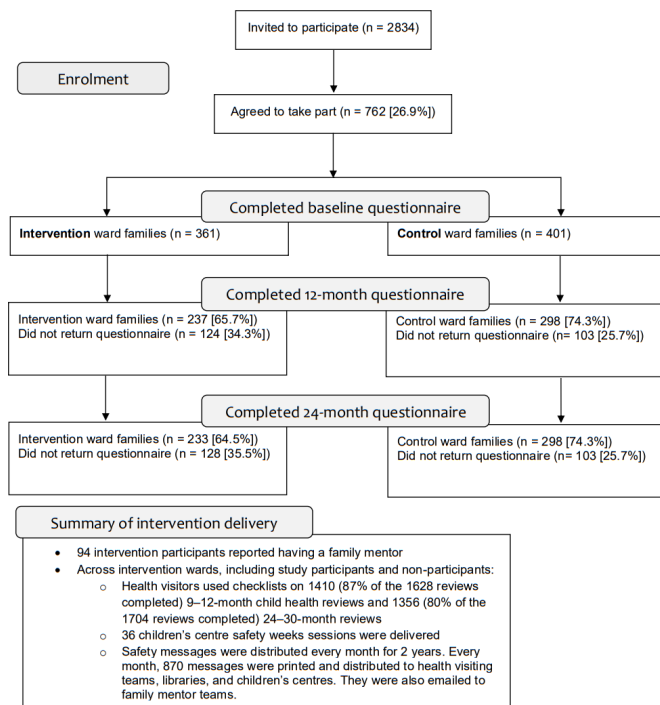 Invited to participate (n = 2834)
Enrolment
Agreed to take part (n = 762 [26.9%])
Completed baseline questionnaire
Intervention ward families (n = 361)
Control ward families (n = 401)
Completed 12-month questionnaire
Intervention ward families (n = 237 [65.7%)
Did not return questionnaire (n = 124 [34.3%])
Control ward families (n = 298 [74.3%])
Did not return questionnaire (n= 103 [25.7%])
Completed 24-month questionnaire
Intervention ward families (n = 233 [64.5%)
Did not return questionnaire (n = 128 [35.5%])
Control ward families (n = 298 [74.3%])
Did not return questionnaire (n= 103 [25.7%])
Summary of intervention delivery
• 94 intervention participants reported having a family mentor
• Across intervention wards, including study participants and non-participants:
o Health visitors used checklists on 1410 (87% of the 1628 reviews
completed) 9–12-month child health reviews and 1356 (80% of the
1704 reviews completed) 24–30-month reviews
o 36 children's centre safety weeks sessions were delivered
o Safety messages were distributed every month for 2 years. Every
month, 870 messages were printed and distributed to health visiting
teams, libraries, and children's centres. They were also emailed to
family mentor teams.